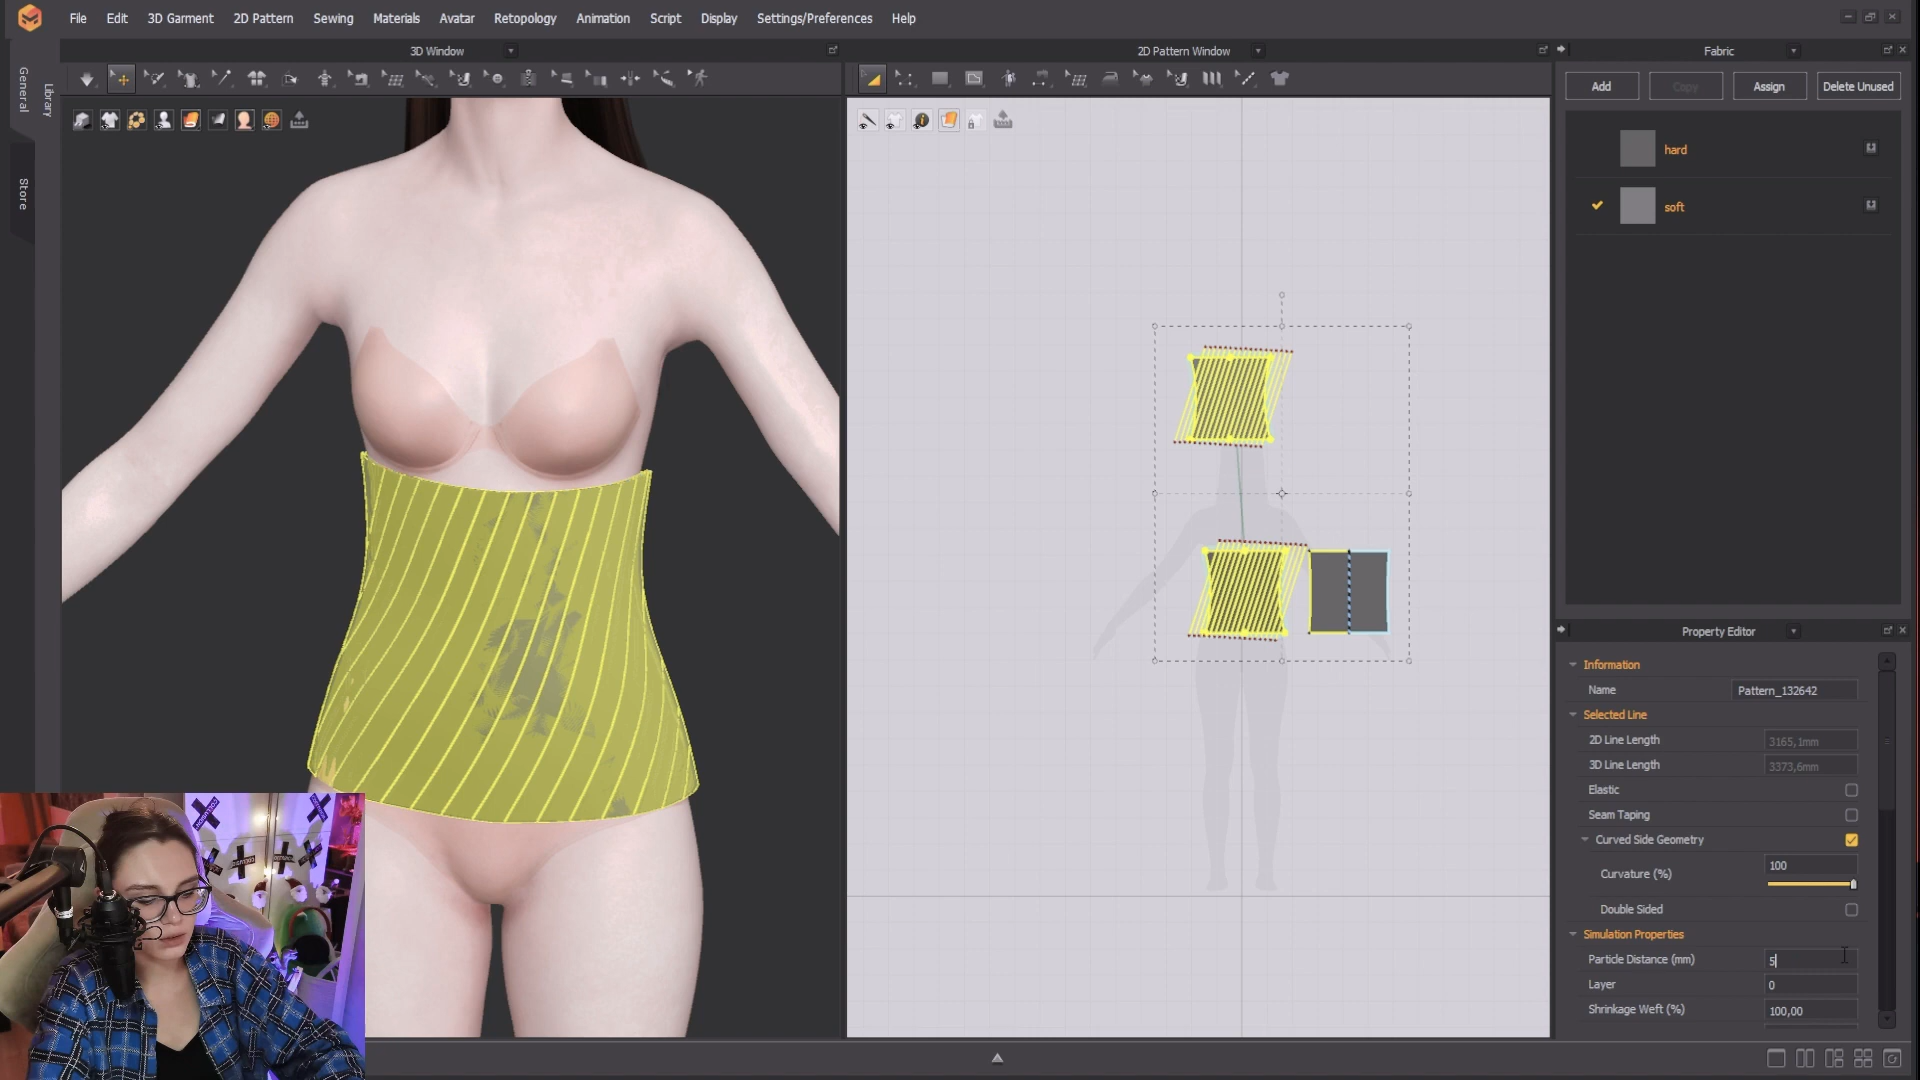 File Edit 3D Garment 2D Pattern Sewing Materials Avatar Retopology Animation Script Display Settings/Preferences Help
General
Library
Store
3D Window
2D Pattern Window
Fabric
Add
Copy
Assign
Delete Unused
hard
soft
Property Editor
Information
Name Pattern_132642
Selected Line
2D Line Length 3165,1mm
3D Line Length 3373,6mm
Elastic
Seam Taping
Curved Side Geometry
Curvature (%) 100
Double Sided
Simulation Properties
Particle Distance (mm) 5
Layer 0
Shrinkage Weft (%) 100,00